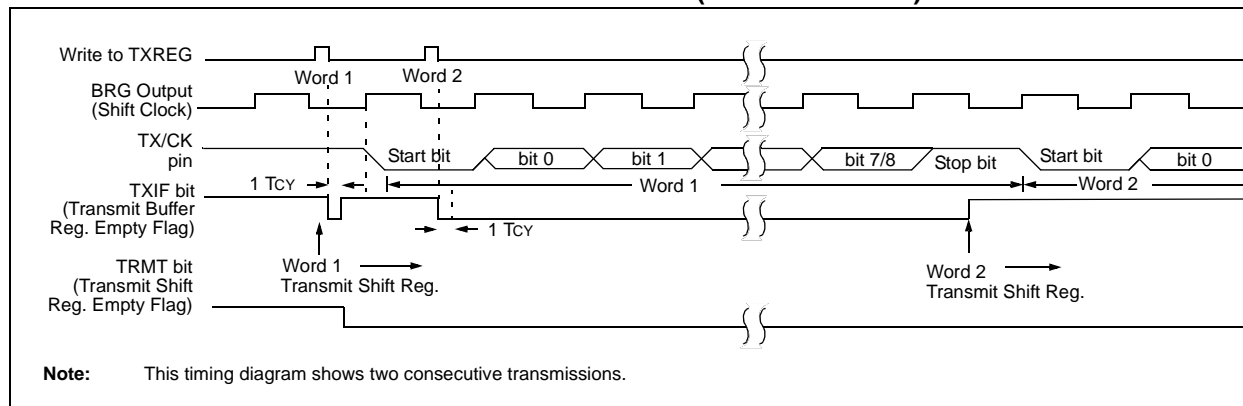 Write to TXREG
Word 1
Word 2
BRG Output
(Shift Clock)
TX/CK
pin
Start bit
bit 0
bit 1
bit 7/8
Stop bit
Start bit
bit 0
1 TCY
Word 1
Word 2
TXIF bit
(Transmit Buffer
Reg. Empty Flag)
1 TCY
TRMT bit
(Transmit Shift
Reg. Empty Flag)
Word 1
Transmit Shift Reg.
Word 2
Transmit Shift Reg.
Note: This timing diagram shows two consecutive transmissions.